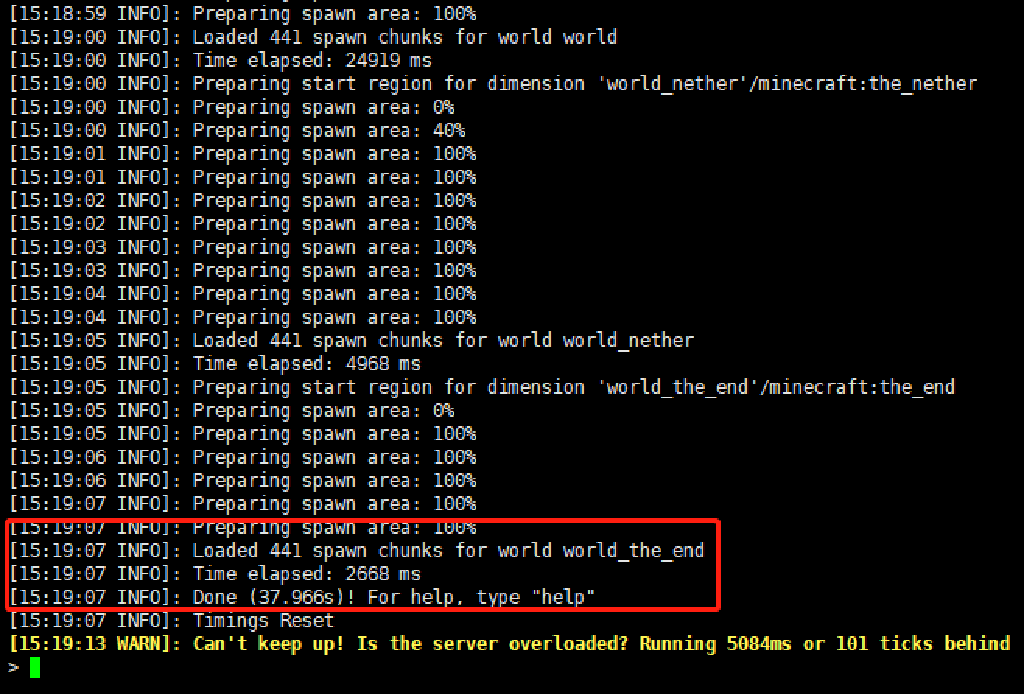 [15:18:59 INFO]: Preparing spawn area: 100%
[15:19:00 INFO]: Loaded 441 spawn chunks for world world
[15:19:00 INFO]: Time elapsed: 24919 ms
[15:19:00 INFO]: Preparing start region for dimension 'world_nether'/minecraft:the_nether
[15:19:00 INFO]: Preparing spawn area: 0%
[15:19:00 INFO]: Preparing spawn area: 40%
[15:19:01 INFO]: Preparing spawn area: 100%
[15:19:01 INFO]: Preparing spawn area: 100%
[15:19:02 INFO]: Preparing spawn area: 100%
[15:19:02 INFO]: Preparing spawn area: 100%
[15:19:03 INFO]: Preparing spawn area: 100%
[15:19:03 INFO]: Preparing spawn area: 100%
[15:19:04 INFO]: Preparing spawn area: 100%
[15:19:04 INFO]: Preparing spawn area: 100%
[15:19:05 INFO]: Loaded 441 spawn chunks for world world_nether
[15:19:05 INFO]: Time elapsed: 4968 ms
[15:19:05 INFO]: Preparing start region for dimension 'world_the_end'/minecraft:the_end
[15:19:05 INFO]: Preparing spawn area: 0%
[15:19:05 INFO]: Preparing spawn area: 100%
[15:19:06 INFO]: Preparing spawn area: 100%
[15:19:06 INFO]: Preparing spawn area: 100%
[15:19:07 INFO]: Preparing spawn area: 100%
[15:19:07 INFO]: Preparing spawn area: 100%
[15:19:07 INFO]: Loaded 441 spawn chunks for world world_the_end
[15:19:07 INFO]: Time elapsed: 2668 ms
[15:19:07 INFO]: Done (37.966s)! For help, type "help"
[15:19:07 INFO]: Timings Reset
[15:19:13 WARN]: Can't keep up! Is the server overloaded? Running 5084ms or 101 ticks behind
>